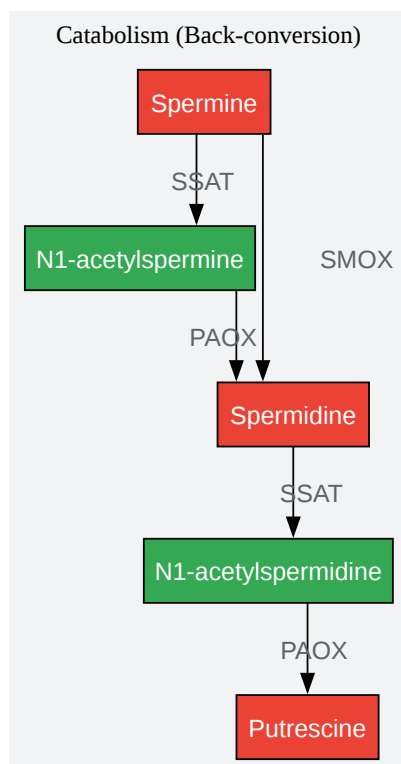 Catabolism (Back-conversion)
Spermine
SSAT
N1-acetylspermine
SMOX
PAOX
Spermidine
SSAT
N1-acetylspermidine
PAOX
Putrescine